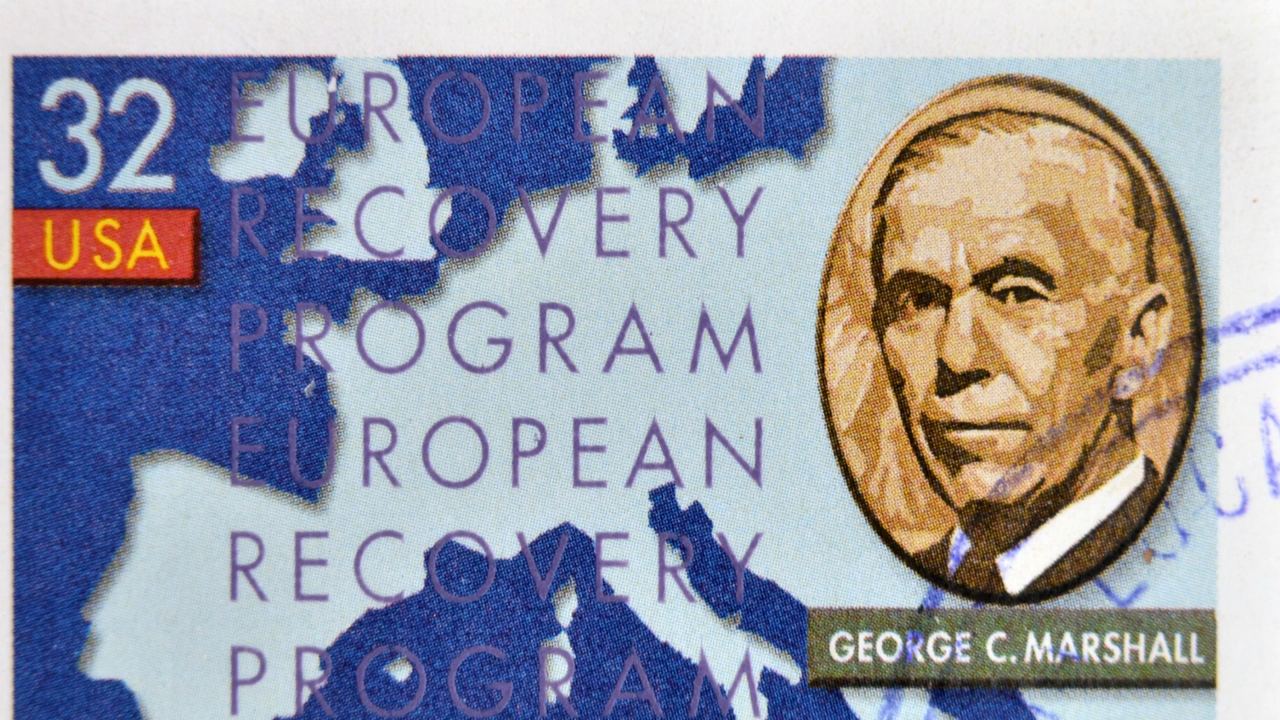 32
USA
EUROPEAN
RECOVERY
PROGRAM
EUROPEAN
RECOVERY
PROGRAM
GEORGE C. MARSHALL